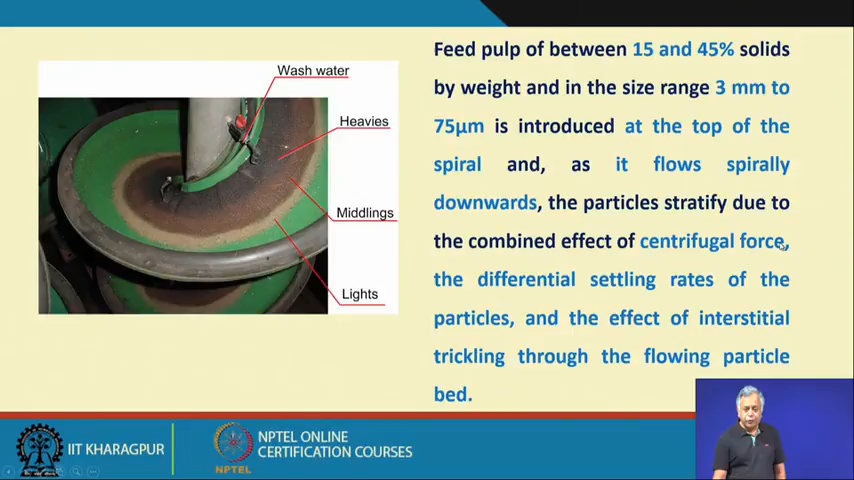 Wash water
Heavies
Middlings
Lights
Feed pulp of between 15 and 45% solids
by weight and in the size range 3 mm to
75µm is introduced at the top of the
spiral and, as it flows spirally
downwards, the particles stratify due to
the combined effect of centrifugal force,
the differential settling rates of the
particles, and the effect of interstitial
trickling through the flowing particle
bed.
IIT KHARAGPUR
NPTEL
NPTEL ONLINE
CERTIFICATION COURSES